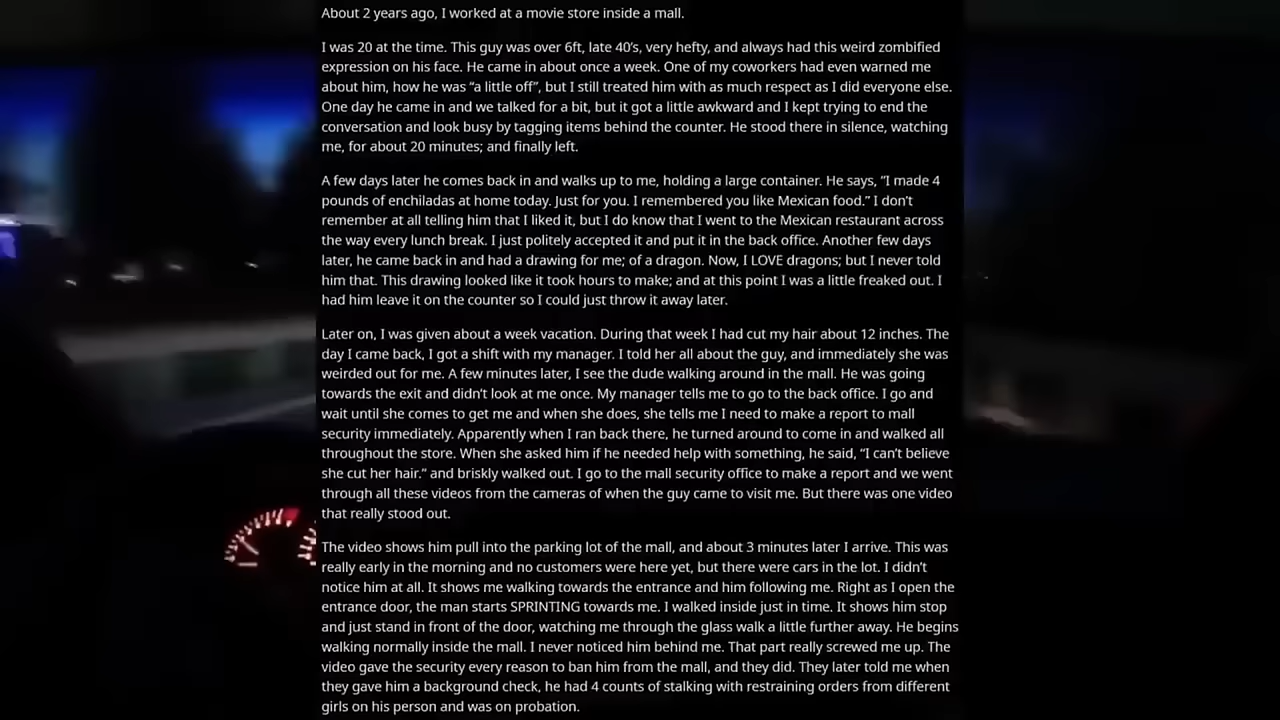 About 2 years ago, I worked at a movie store inside a mall.
I was 20 at the time. This guy was over 6ft, late 40's, very hefty, and always had this weird zombified
expression on his face. He came in about once a week. One of my coworkers had even warned me
about him, how he was "a little off", but I still treated him with as much respect as I did everyone else.
One day he came in and we talked for a bit, but it got a little awkward and I kept trying to end the
conversation and look busy by tagging items behind the counter. He stood there in silence, watching
me, for about 20 minutes; and finally left.
A few days later he comes back in and walks up to me, holding a large container. He says, "I made 4
pounds of enchiladas at home today. Just for you. I remembered you like Mexican food." I don't
remember at all telling him that I liked it, but I do know that I went to the Mexican restaurant across
the way every lunch break. I just politely accepted it and put it in the back office. Another few days
later, he came back in and had a drawing for me; of a dragon. Now, I LOVE dragons; but I never told
him that. This drawing looked like it took hours to make; and at this point I was a little freaked out. I
had him leave it on the counter so I could just throw it away later.
Later on, I was given about a week vacation. During that week I had cut my hair about 12 inches. The
day I came back, I got a shift with my manager. I told her all about the guy, and immediately she was
weirded out for me. A few minutes later, I see the dude walking around in the mall. He was going
towards the exit and didn't look at me once. My manager tells me to go to the back office. I go and
wait until she comes to get me and when she does, she tells me I need to make a report to mall
security immediately. Apparently when I ran back there, he turned around to come in and walked all
throughout the store. When she asked him if he needed help with something, he said, "I can't believe
she cut her hair." and briskly walked out. I go to the mall security office to make a report and we went
through all these videos from the cameras of when the guy came to visit me. But there was one video
that really stood out.
The video shows him pull into the parking lot of the mall, and about 3 minutes later I arrive. This was
really early in the morning and no customers were here yet, but there were cars in the lot. I didn't
notice him at all. It shows me walking towards the entrance and him following me. Right as I open the
entrance door, the man starts SPRINTING towards me. I walked inside just in time. It shows him stop
and just stand in front of the door, watching me through the glass walk a little further away. He begins
walking normally inside the mall. I never noticed him behind me. That part really screwed me up. The
video gave the security every reason to ban him from the mall, and they did. They later told me when
they gave him a background check, he had 4 counts of stalking with restraining orders from different
girls on his person and was on probation.